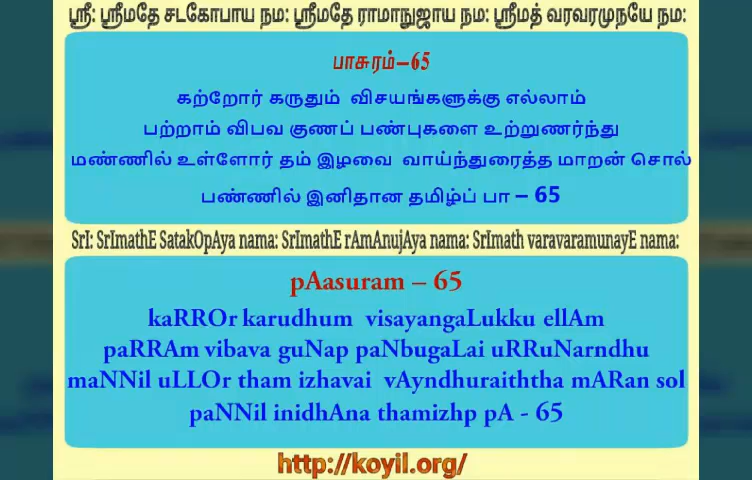 ஸ்ரீ: ஸ்ரீமதே சடகோபாய நம: ஸ்ரீமதே ராமாநுஜாய நம: ஸ்ரீமத் வரவரமுநயே நம:
பாசுரம்–65
கற்றோர் கருதும் விசயங்களுக்கு எல்லாம்
பற்றாம் விபவ குணப் பண்புகளை உற்றுணர்ந்து
மண்ணில் உள்ளோர் தம் இழவை வாய்ந்துரைத்த மாறன் சொல்
பண்ணில் இனிதான தமிழ்ப் பா – 65
SrI: SrImathE SatakOpAya nama: SrImathE rAmAnujAya nama: SrImath varavaramunayE nama:
pAasuram – 65
kaRROr karudhum visayangaLukku ellAm
paRRAm vibava guNap paNbugaLai uRRuNarndhu
maNNil uLLOr tham izhavai vAyndhuraiththa mARan sol
paNNil inidhAna thamizhp pA - 65
http://koyil.org/